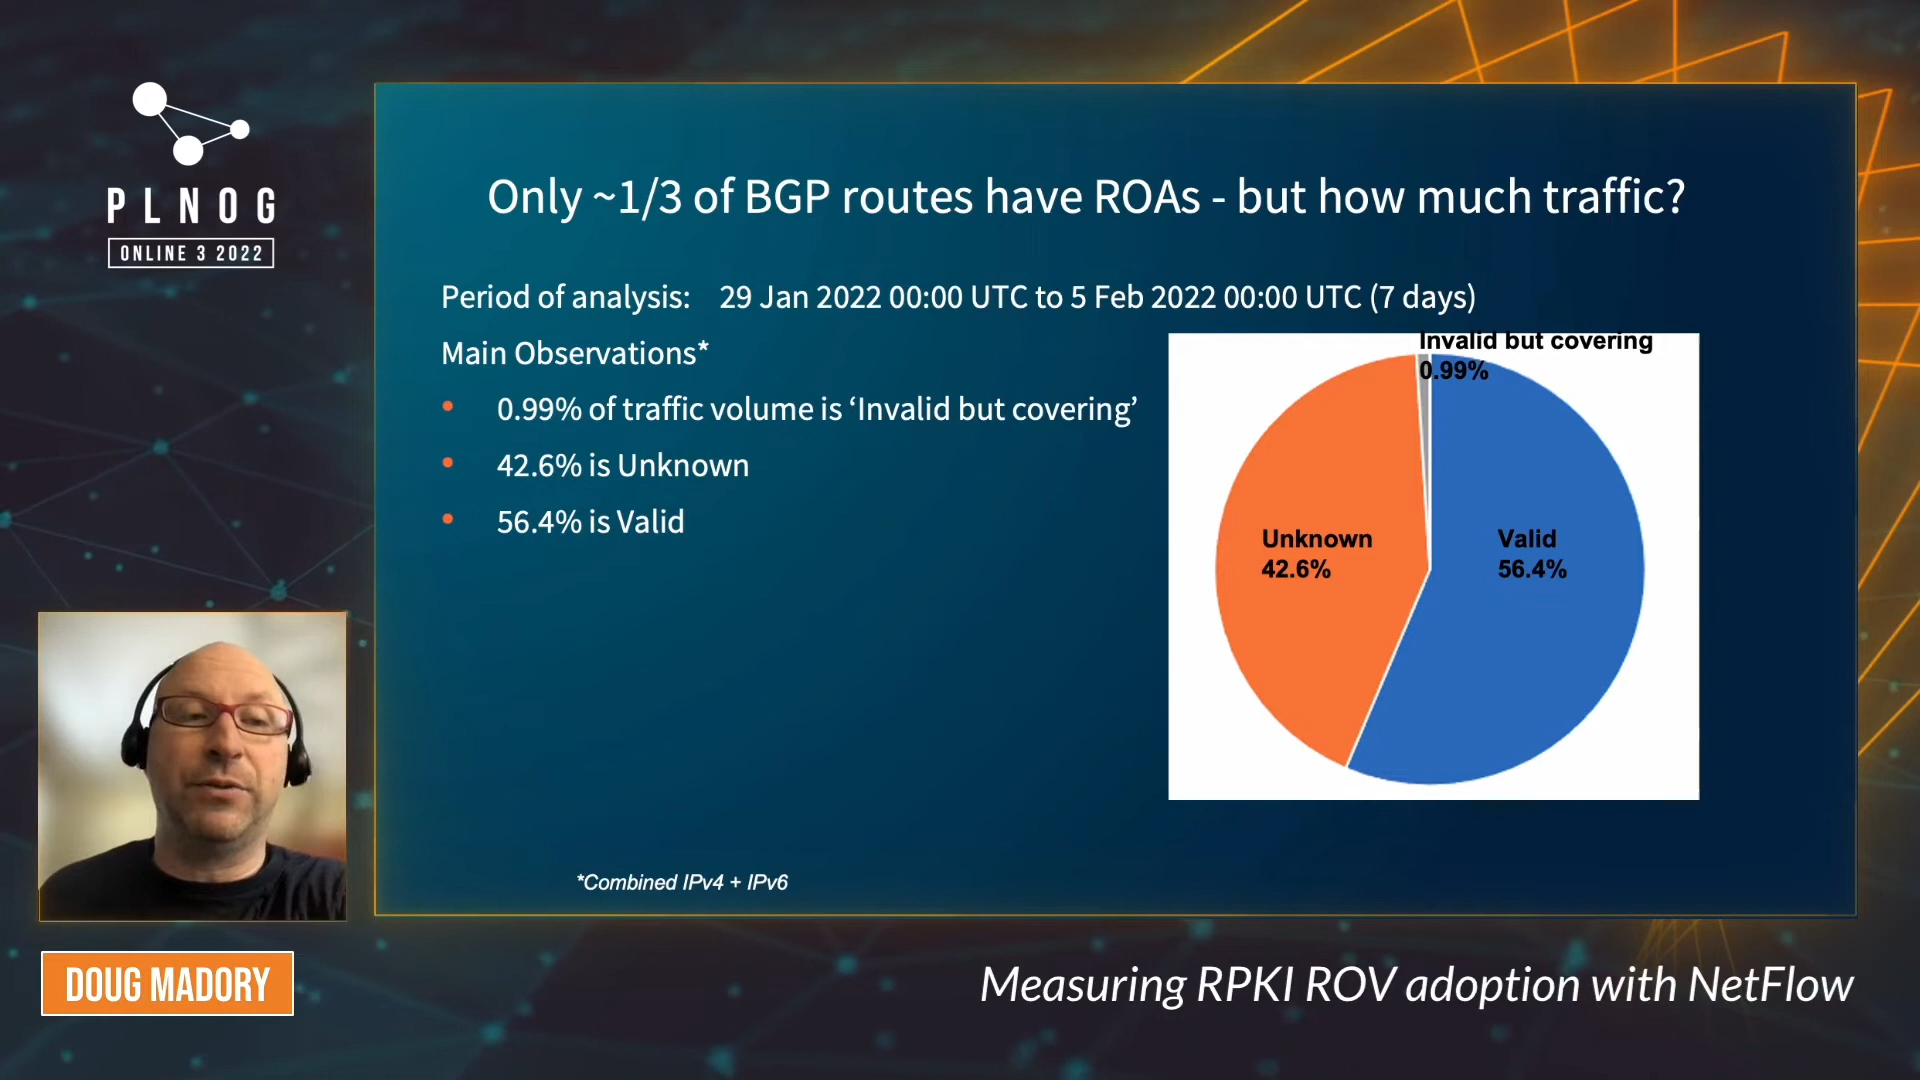 PLNOG
ONLINE 3 2022
Only ~1/3 of BGP routes have ROAs - but how much traffic?
Period of analysis: 29 Jan 2022 00:00 UTC to 5 Feb 2022 00:00 UTC (7 days)
Main Observations*
• 0.99% of traffic volume is ‘Invalid but covering’
• 42.6% is Unknown
• 56.4% is Valid
Invalid but covering
0.99%
Unknown
42.6%
Valid
56.4%
*Combined IPv4 + IPv6
DOUG MADORY
Measuring RPKI ROV adoption with NetFlow